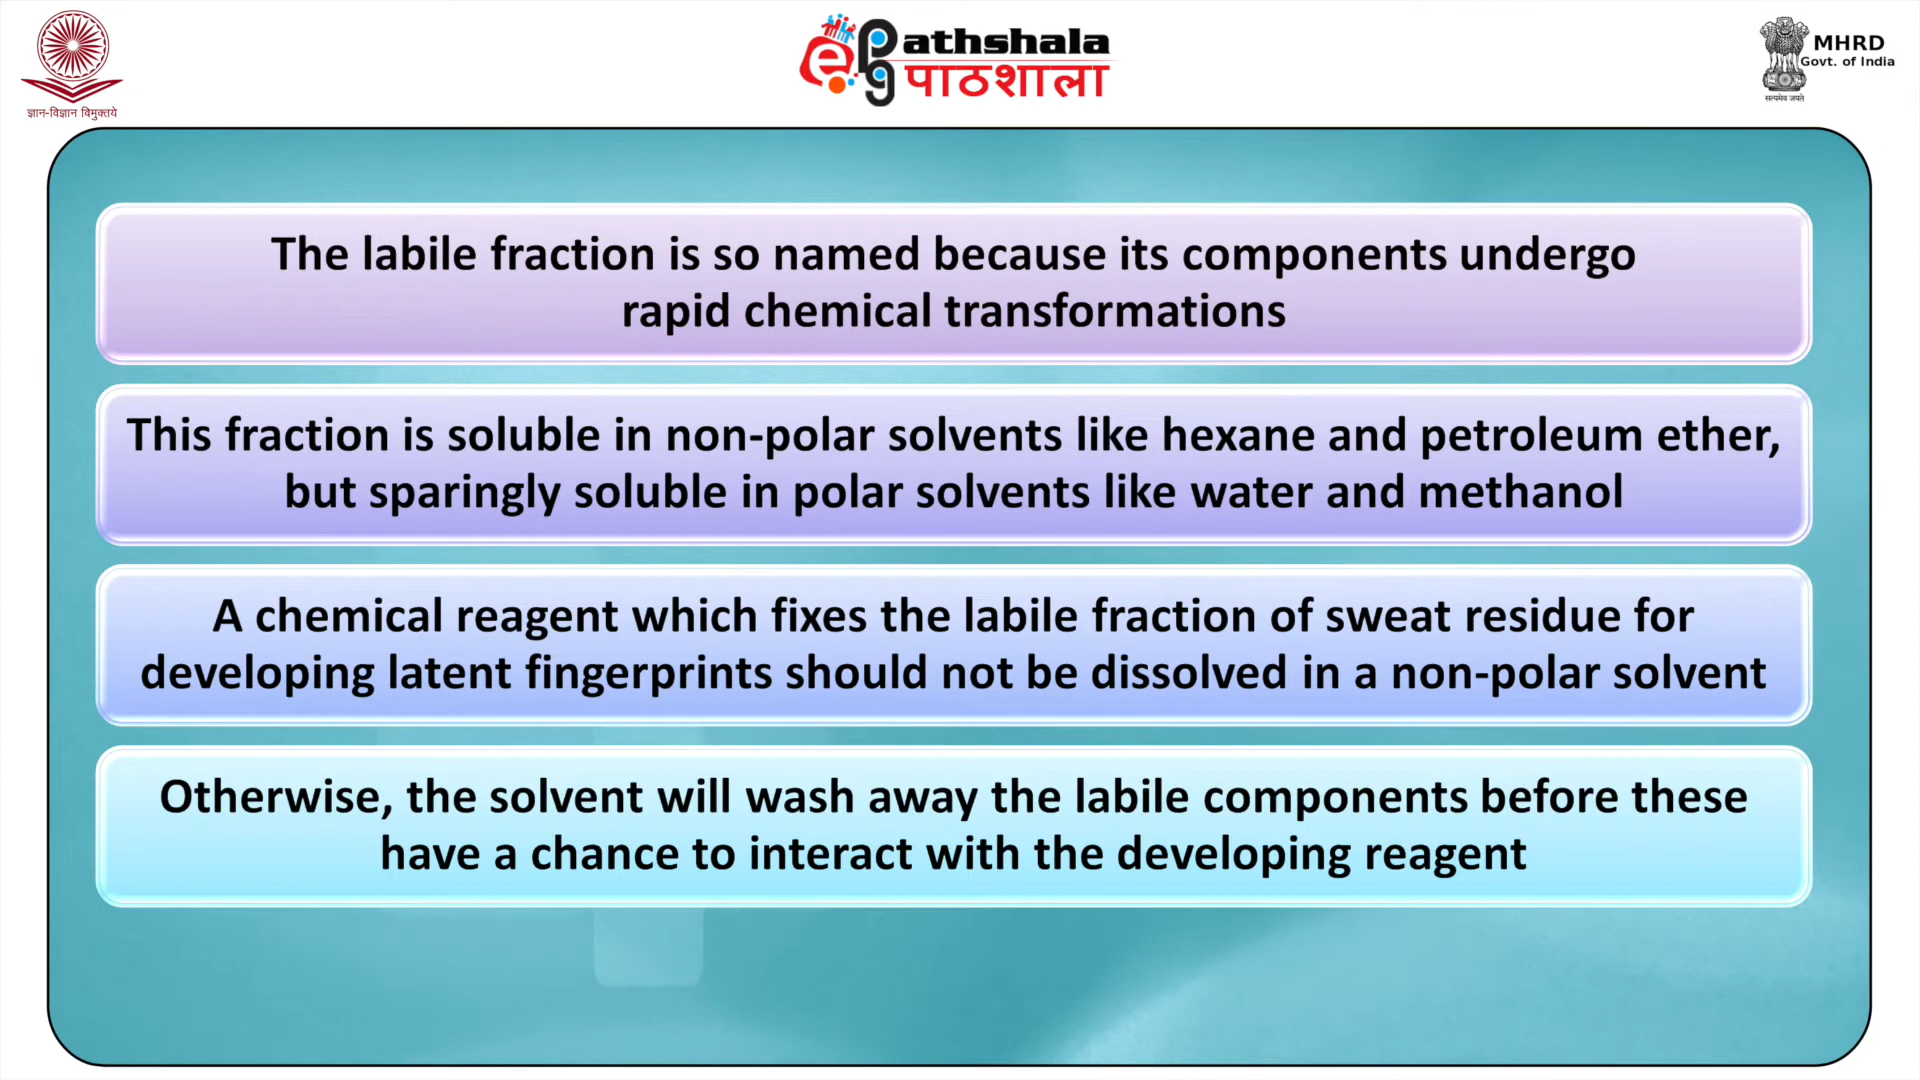 ज्ञान-विज्ञान विमुक्तये
e
pg
athshala
पाठशाला
MHRD
Govt. of India
सत्यमेव जयते
The labile fraction is so named because its components undergo
rapid chemical transformations
This fraction is soluble in non-polar solvents like hexane and petroleum ether,
but sparingly soluble in polar solvents like water and methanol
A chemical reagent which fixes the labile fraction of sweat residue for
developing latent fingerprints should not be dissolved in a non-polar solvent
Otherwise, the solvent will wash away the labile components before these
have a chance to interact with the developing reagent